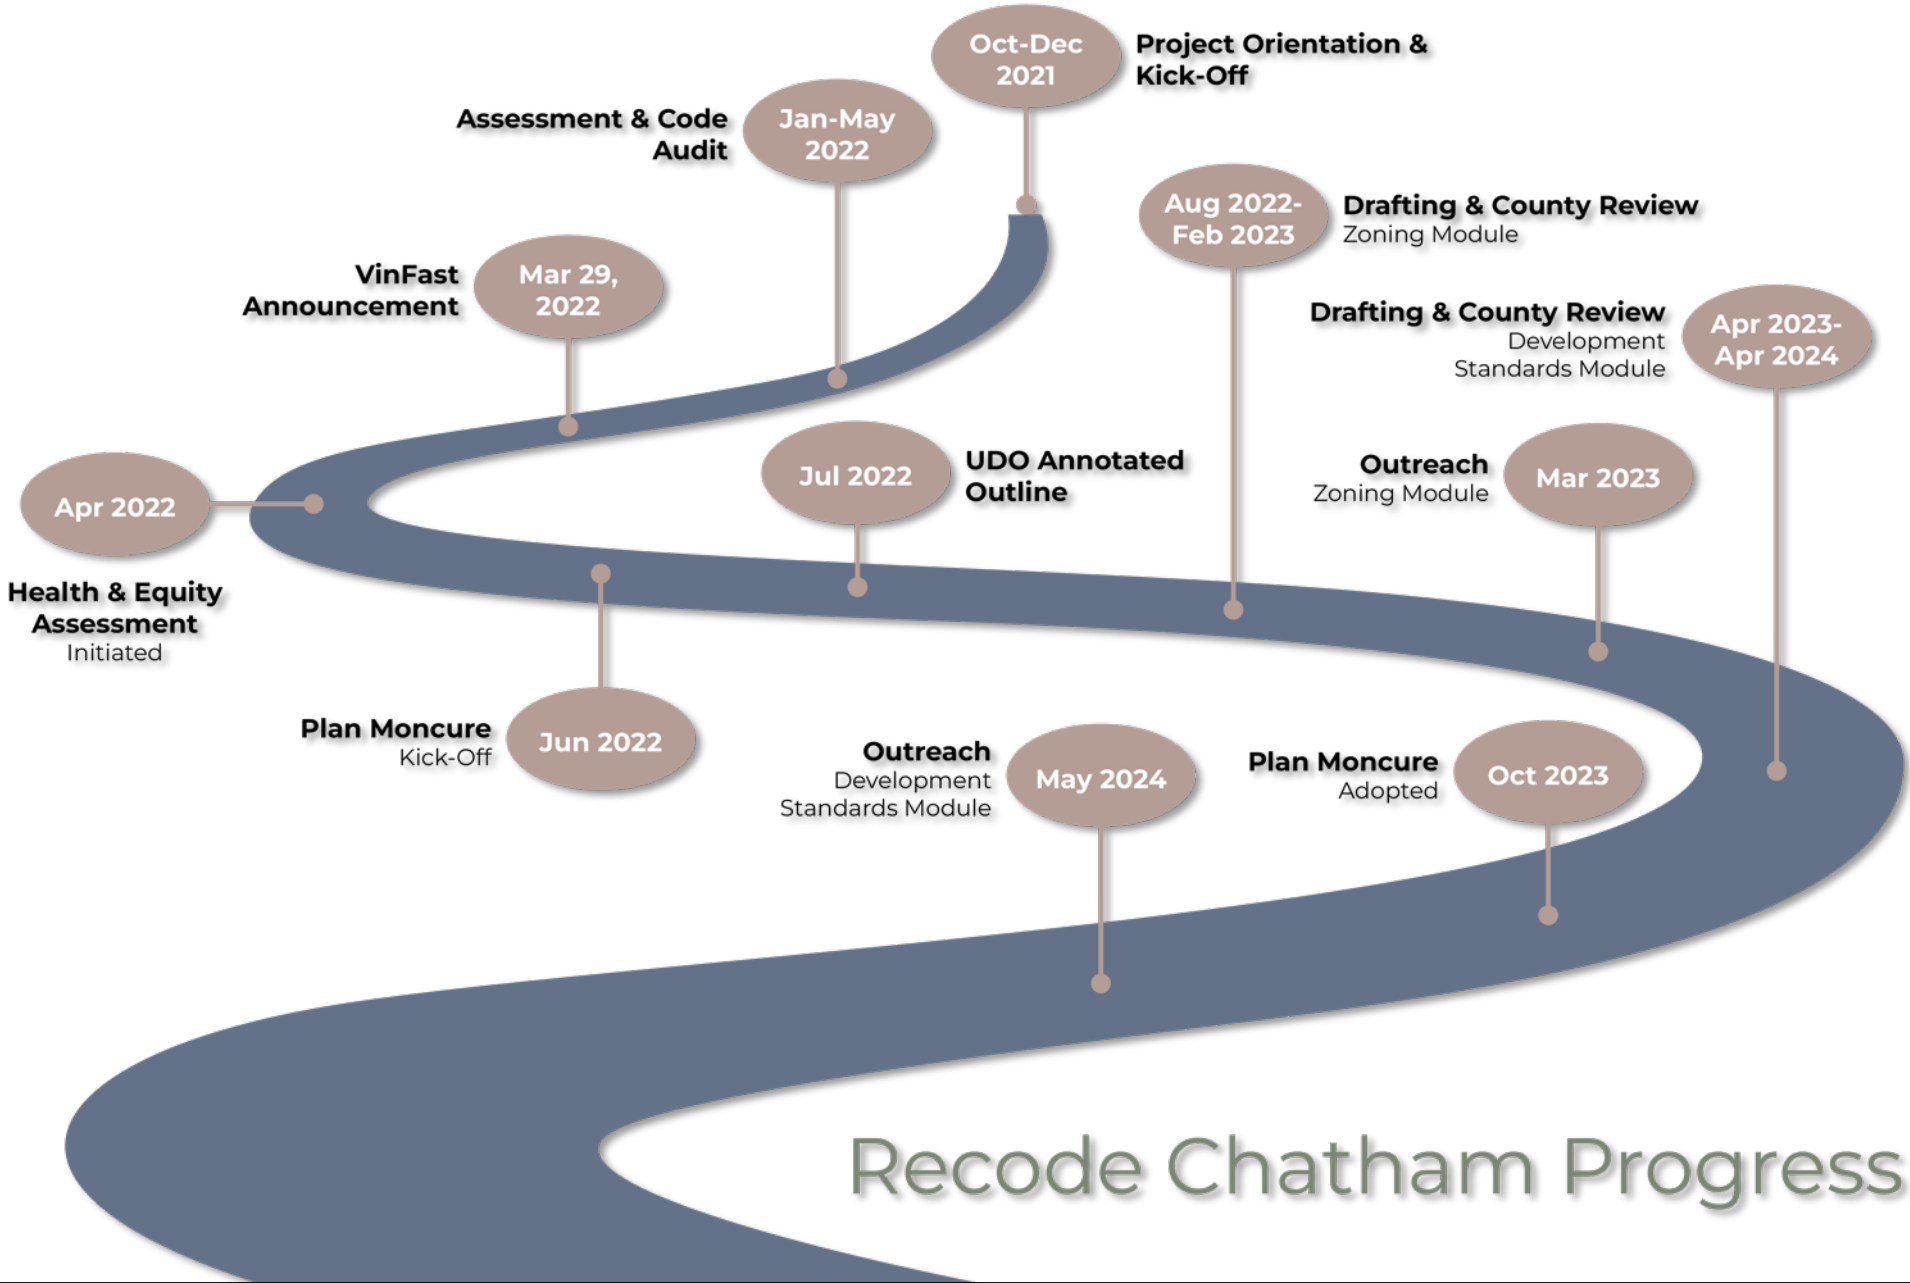 Oct-Dec
2021
Project Orientation &
Kick-Off
Assessment & Code
Audit
Jan-May
2022
VinFast
Announcement
Mar 29,
2022
Apr 2022
Health & Equity
Assessment
Initiated
Plan Moncure
Kick-Off
Jun 2022
Jul 2022
UDO Annotated
Outline
Aug 2022-
Feb 2023
Drafting & County Review
Zoning Module
Outreach
Zoning Module
Mar 2023
Drafting & County Review
Development
Standards Module
Apr 2023-
Apr 2024
Plan Moncure
Adopted
Oct 2023
Outreach
Development
Standards Module
May 2024
Recode Chatham Progress